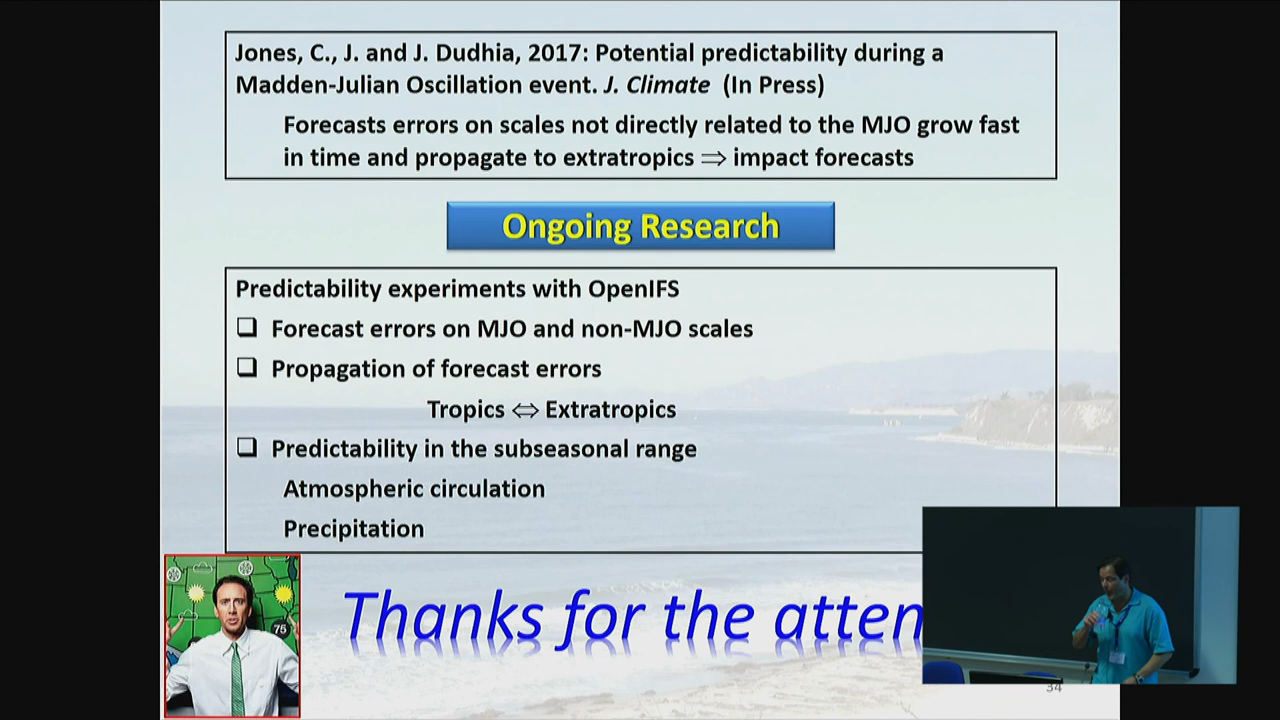 Jones, C., J. and J. Dudhia, 2017: Potential predictability during a
Madden-Julian Oscillation event. J. Climate (In Press)
Forecasts errors on scales not directly related to the MJO grow fast
in time and propagate to extratropics ⇒ impact forecasts
Ongoing Research
Predictability experiments with OpenIFS
❑ Forecast errors on MJO and non-MJO scales
❑ Propagation of forecast errors
Tropics ⇔ Extratropics
❑ Predictability in the subseasonal range
Atmospheric circulation
Precipitation
75
Thanks for the atten
34